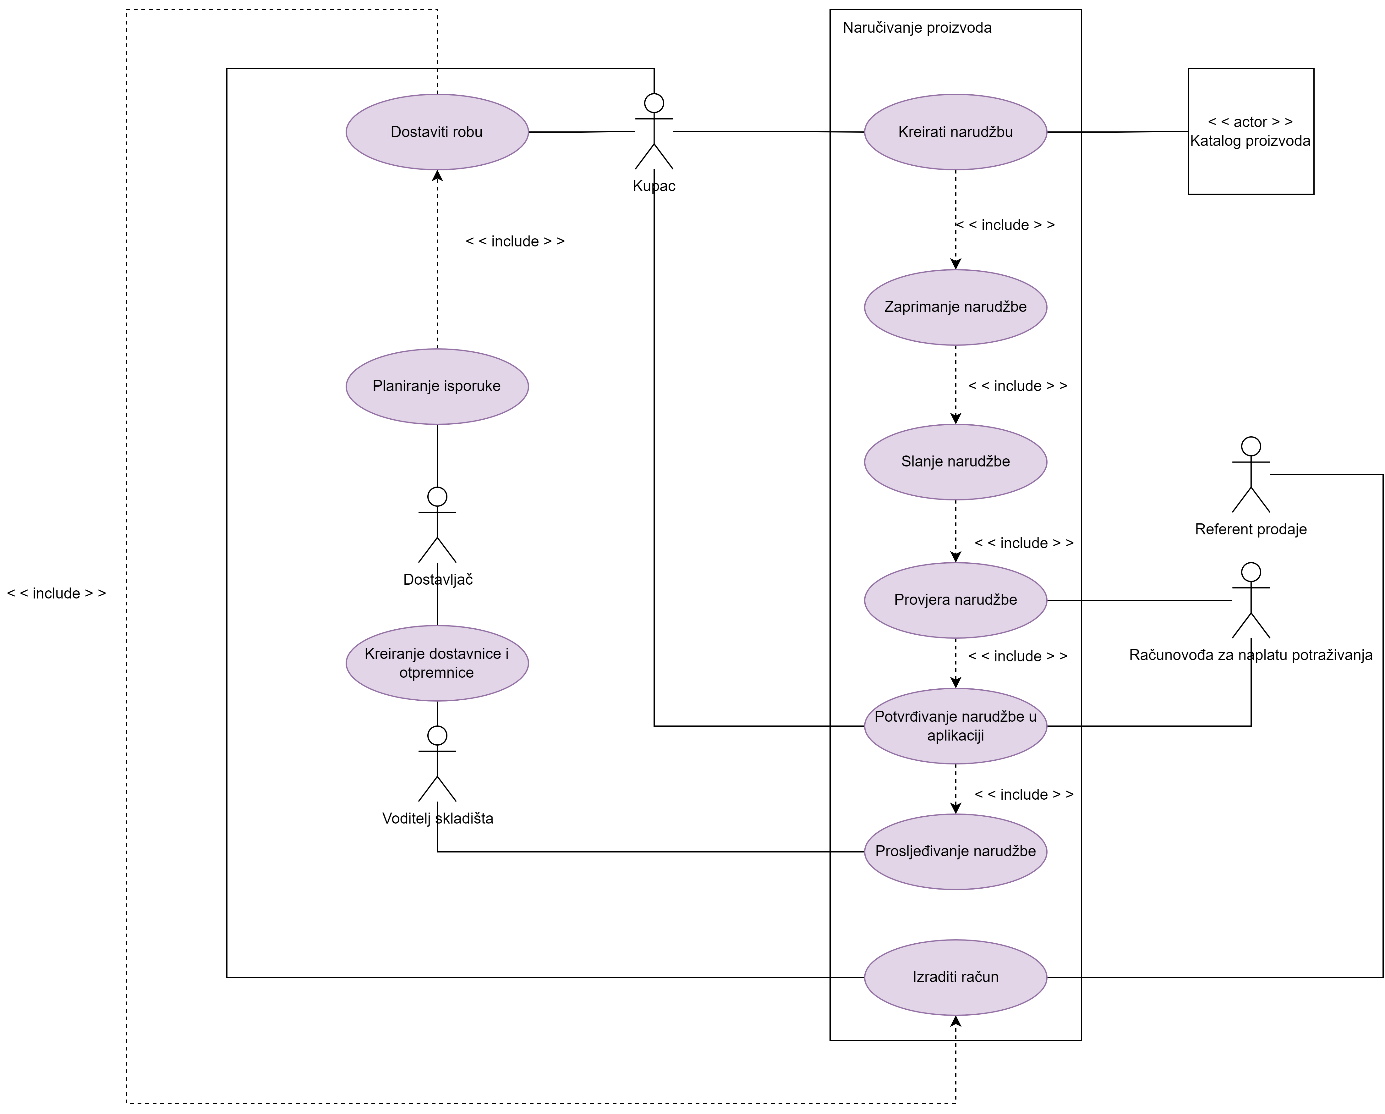 Naručivanje proizvoda
Dostaviti robu
Kupac
Kreirati narudžbu
< < actor > >
Katalog proizvoda
< < include > >
< < include > >
Zaprimanje narudžbe
Planiranje isporuke
< < include > >
Slanje narudžbe
Referent prodaje
< < include > >
Dostavljač
< < include > >
Provjera narudžbe
Kreiranje dostavnice i
otpremnice
< < include > >
Računovođa za naplatu potraživanja
Potvrđivanje narudžbe u
aplikaciji
< < include > >
Voditelj skladišta
Prosljeđivanje narudžbe
Izraditi račun